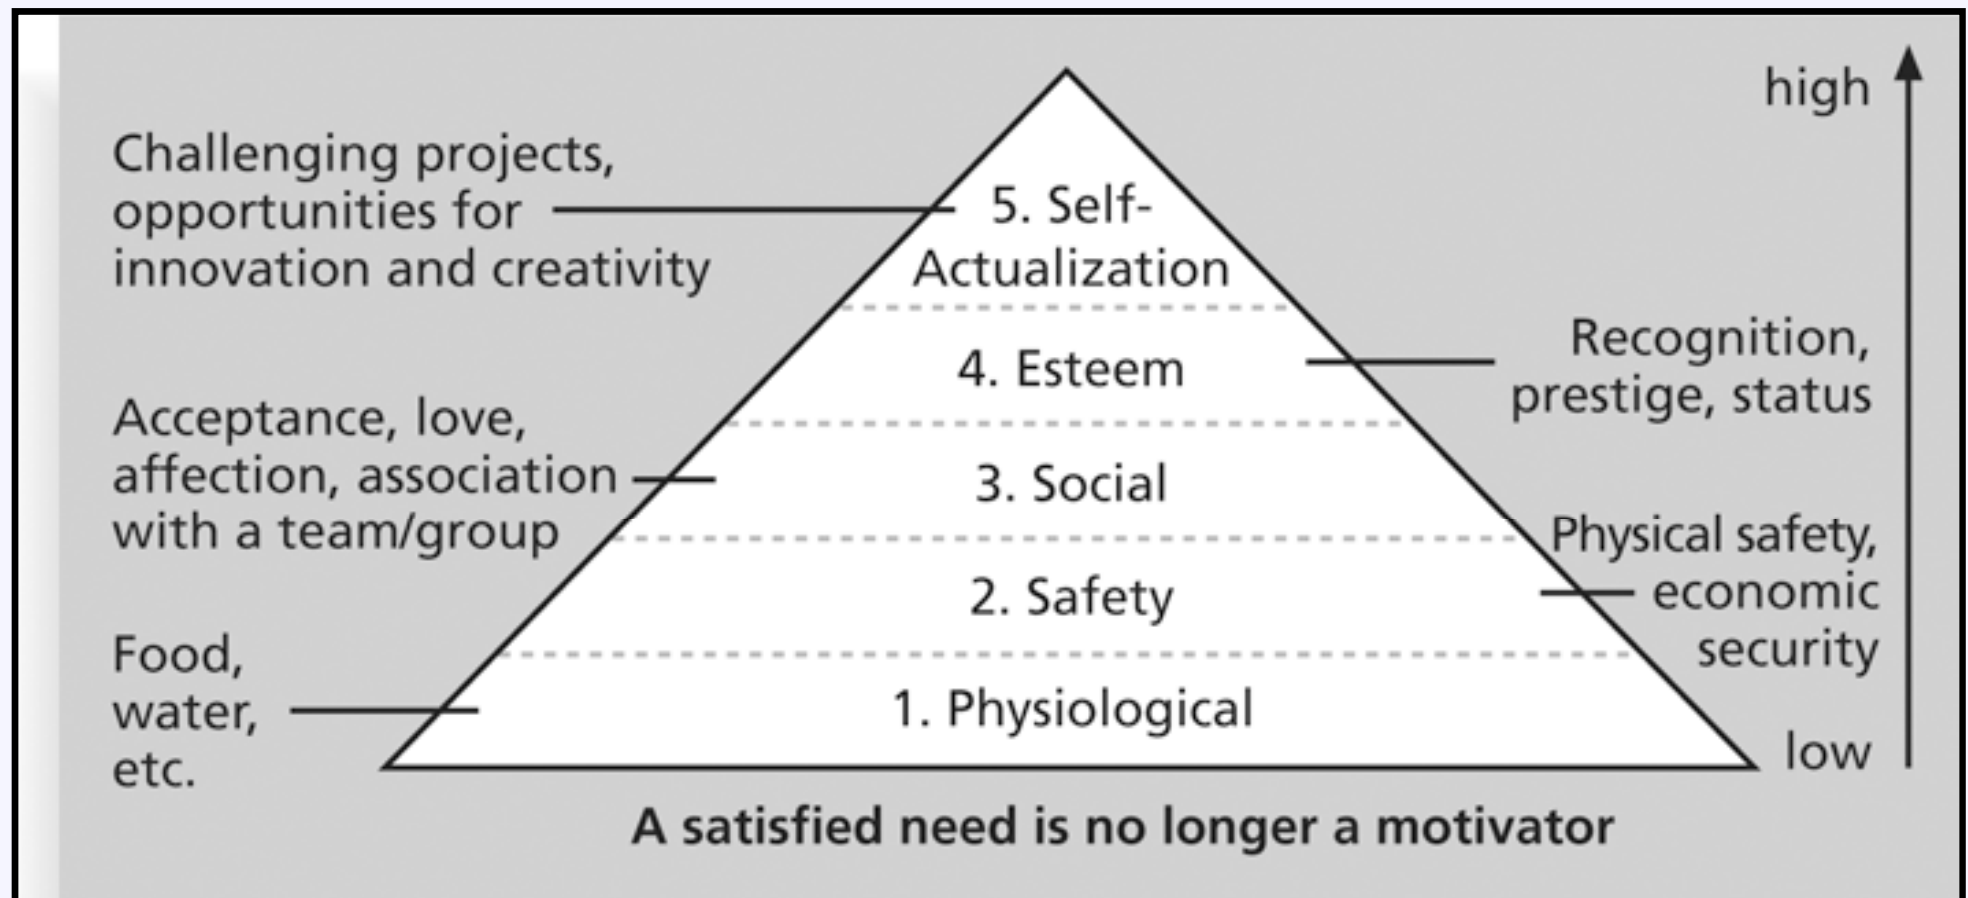 high
Challenging projects,
opportunities for
innovation and creativity
5. Self-
Actualization
Recognition,
prestige, status
4. Esteem
Acceptance, love,
affection, association
with a team/group
3. Social
Physical safety,
economic
security
2. Safety
Food,
water,
etc.
1. Physiological
low
A satisfied need is no longer a motivator